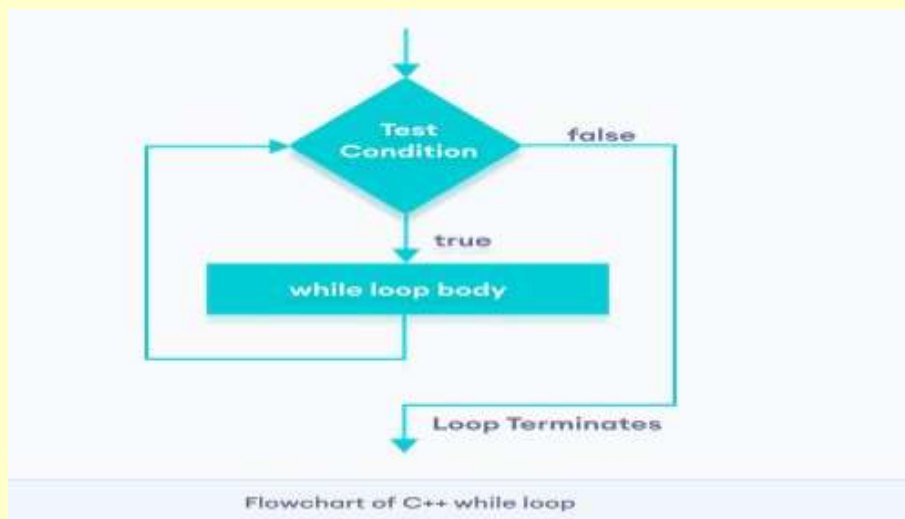 Test
Condition
false
true
while loop body
Loop Terminates
Flowchart of C++ while loop